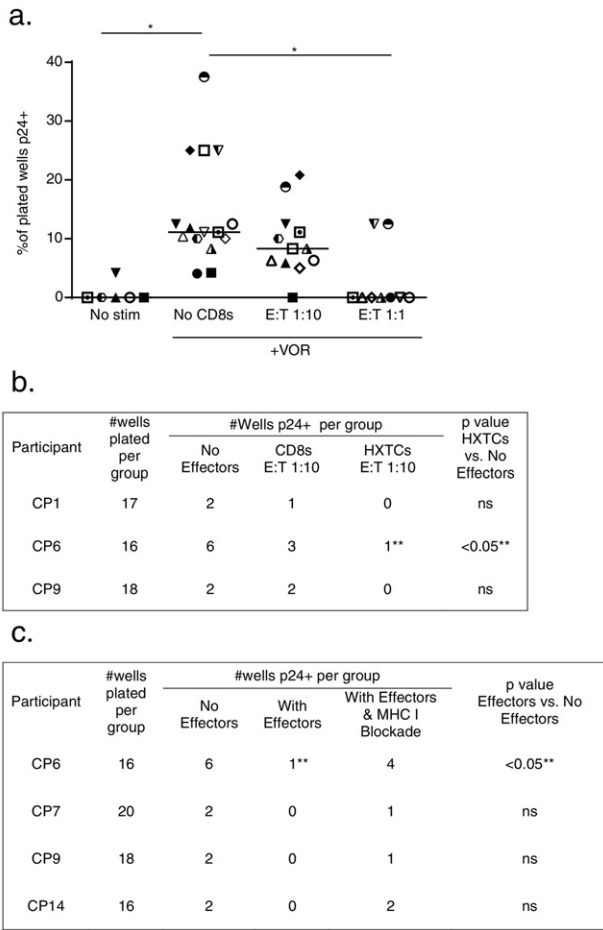 a.
*
*
%of plated wells p24+
40
30
20
10
0
No stim No CD8s E:T 1:10 E:T 1:1
+VOR
b.
Participant #wells plated per group #Wells p24+ per group p value HXTCs vs. No Effectors
No Effectors CD8s E:T 1:10 HXTCs E:T 1:10
CP1 17 2 1 0 ns
CP6 16 6 3 1** <0.05**
CP9 18 2 2 0 ns
c.
Participant #wells plated per group #wells p24+ per group p value Effectors vs. No Effectors
No Effectors With Effectors With Effectors & MHC I Blockade
CP6 16 6 1** 4 <0.05**
CP7 20 2 0 1 ns
CP9 18 2 0 1 ns
CP14 16 2 0 2 ns